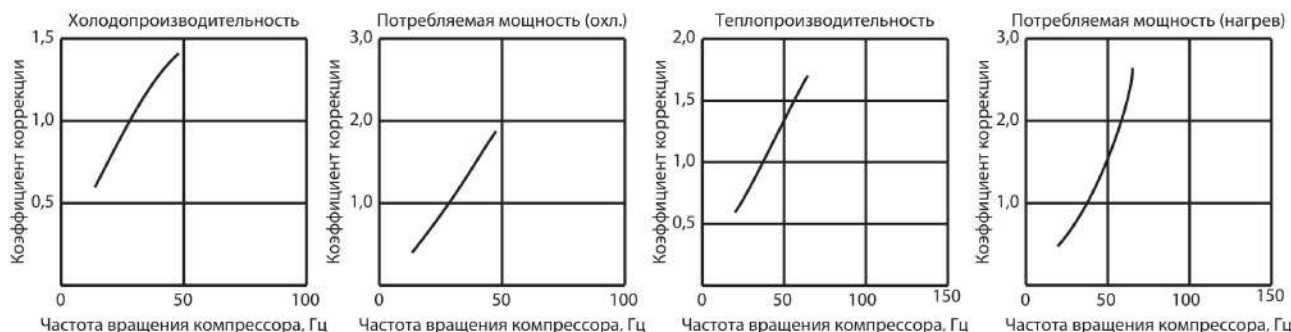 Холодопроизводительность
Коэффициент коррекции
1,5
1,0
0,5
0
50
100
Частота вращения компрессора, Гц
Потребляемая мощность (охл.)
Коэффициент коррекции
3,0
2,0
1,0
0
50
100
Частота вращения компрессора, Гц
Теплопроизводительность
Коэффициент коррекции
2,0
1,5
1,0
0,5
0
50
100
150
Частота вращения компрессора, Гц
Потребляемая мощность (нагрев)
Коэффициент коррекции
3,0
2,0
1,0
0
50
100
150
Частота вращения компрессора, Гц